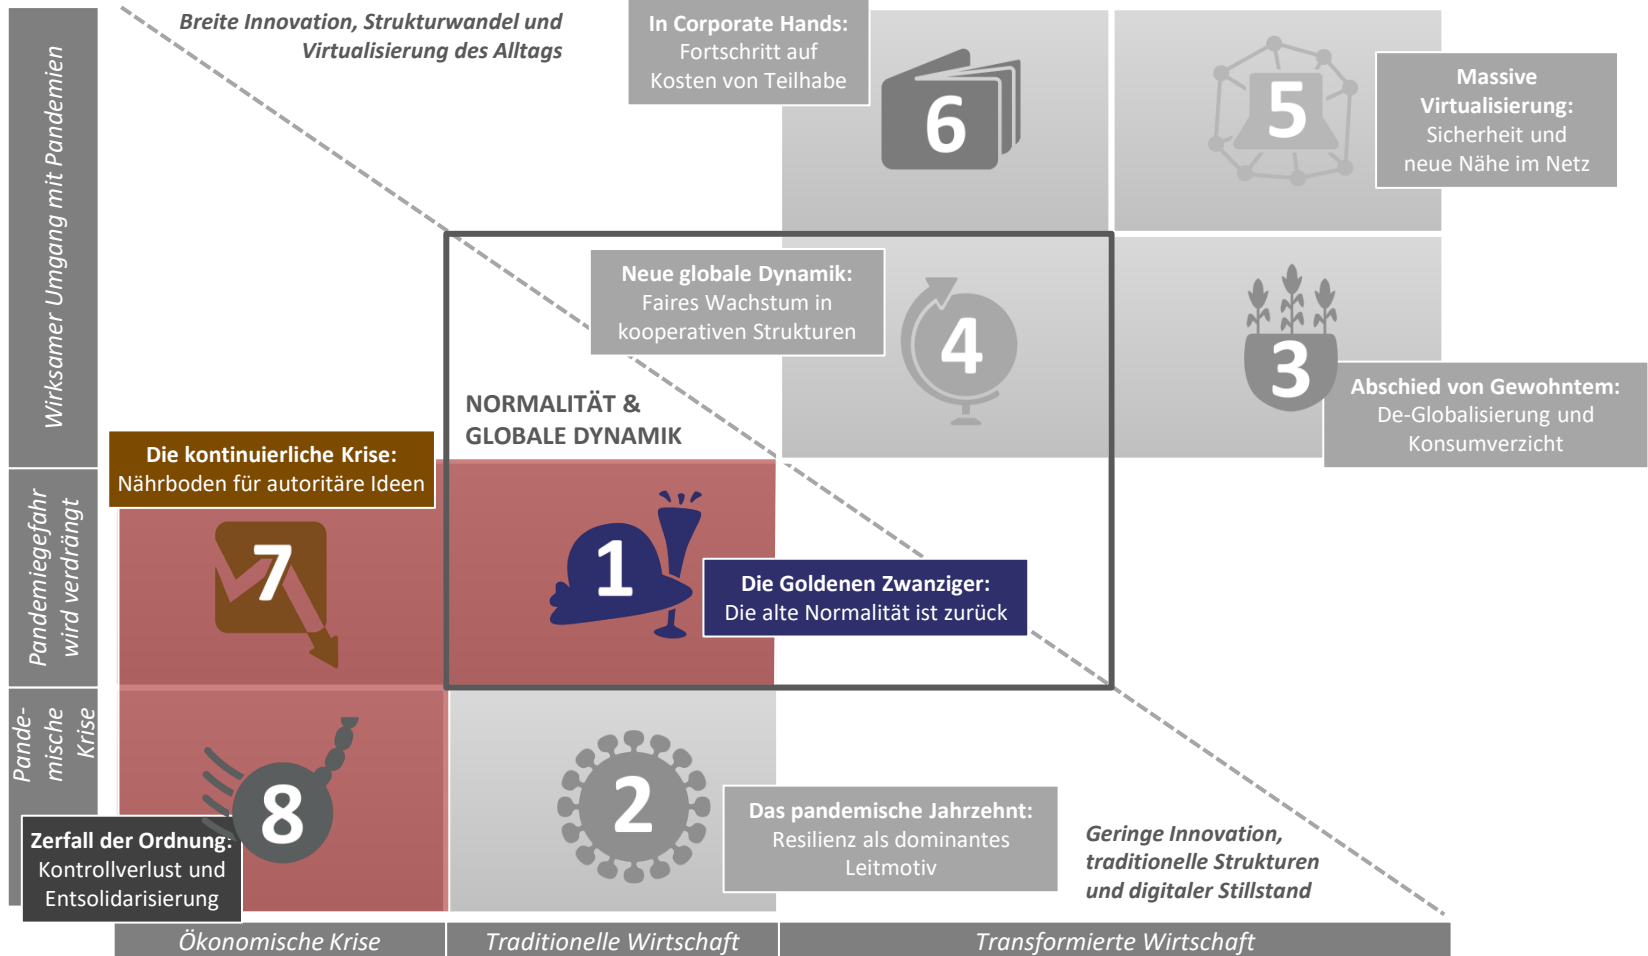 Breite Innovation, Strukturwandel und
Virtualisierung des Alltags
In Corporate Hands:
Fortschritt auf
Kosten von Teilhabe
6
5
Massive
Virtualisierung:
Sicherheit und
neue Nähe im Netz
Wirksamer Umgang mit Pandemien
Neue globale Dynamik:
Faires Wachstum in
kooperativen Strukturen
4
3
Abschied von Gewohntem:
De-Globalisierung und
Konsumverzicht
NORMALITÄT &
GLOBALE DYNAMIK
Die kontinuierliche Krise:
Nährboden für autoritäre Ideen
Pandemiegefahr
wird verdrängt
7
1
Die Goldenen Zwanziger:
Die alte Normalität ist zurück
Pande-
mische
Krise
8
Zerfall der Ordnung:
Kontrollverlust und
Entsolidarisierung
2
Das pandemische Jahrzehnt:
Resilienz als dominantes
Leitmotiv
Geringe Innovation,
traditionelle Strukturen
und digitaler Stillstand
Ökonomische Krise
Traditionelle Wirtschaft
Transformierte Wirtschaft